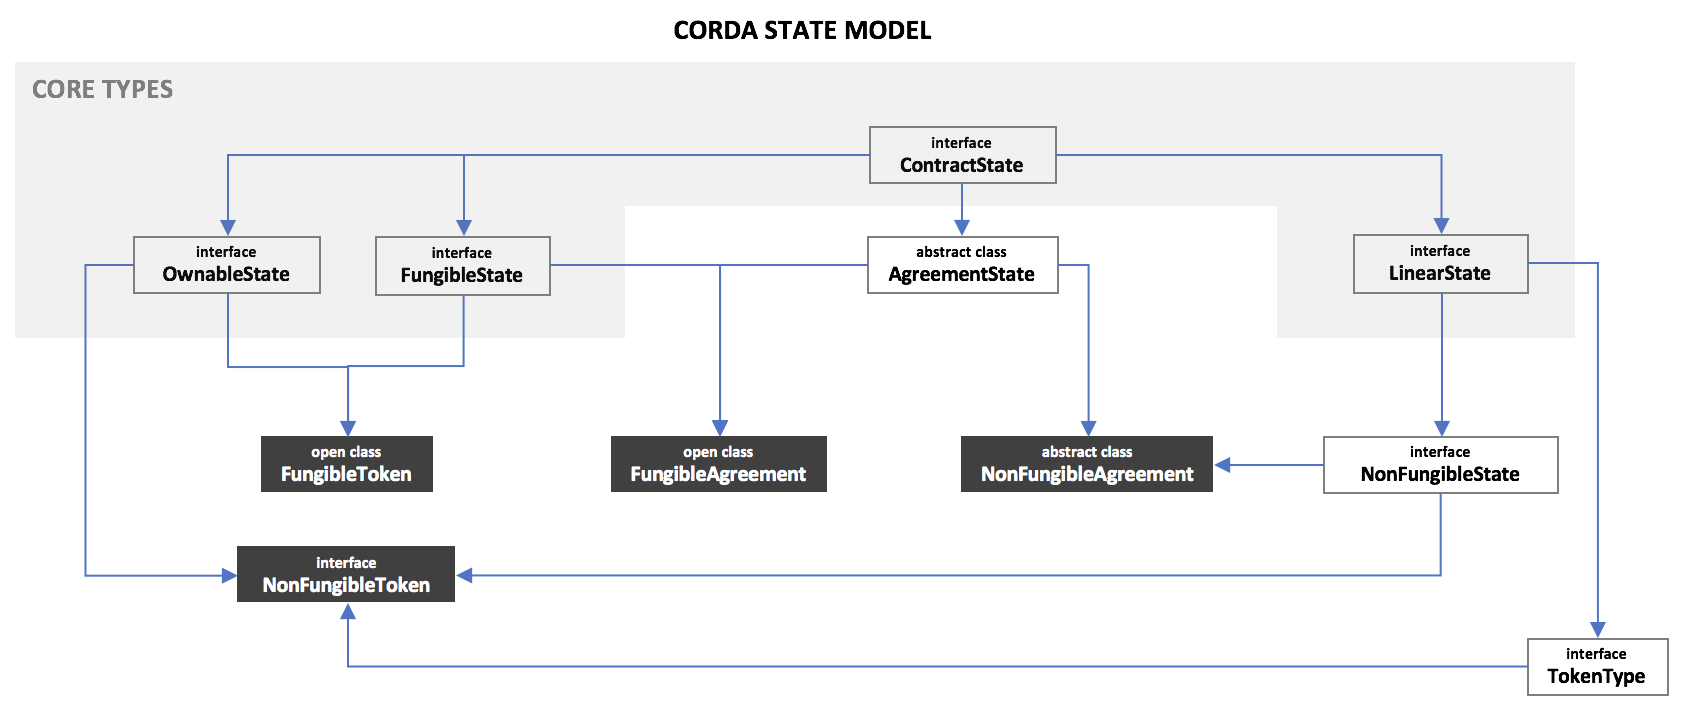 CORDA STATE MODEL
CORE TYPES
interface
ContractState
interface
OwnableState
interface
FungibleState
abstract class
AgreementState
interface
LinearState
open class
FungibleToken
open class
FungibleAgreement
abstract class
NonFungibleAgreement
interface
NonFungibleState
interface
NonFungibleToken
interface
TokenType